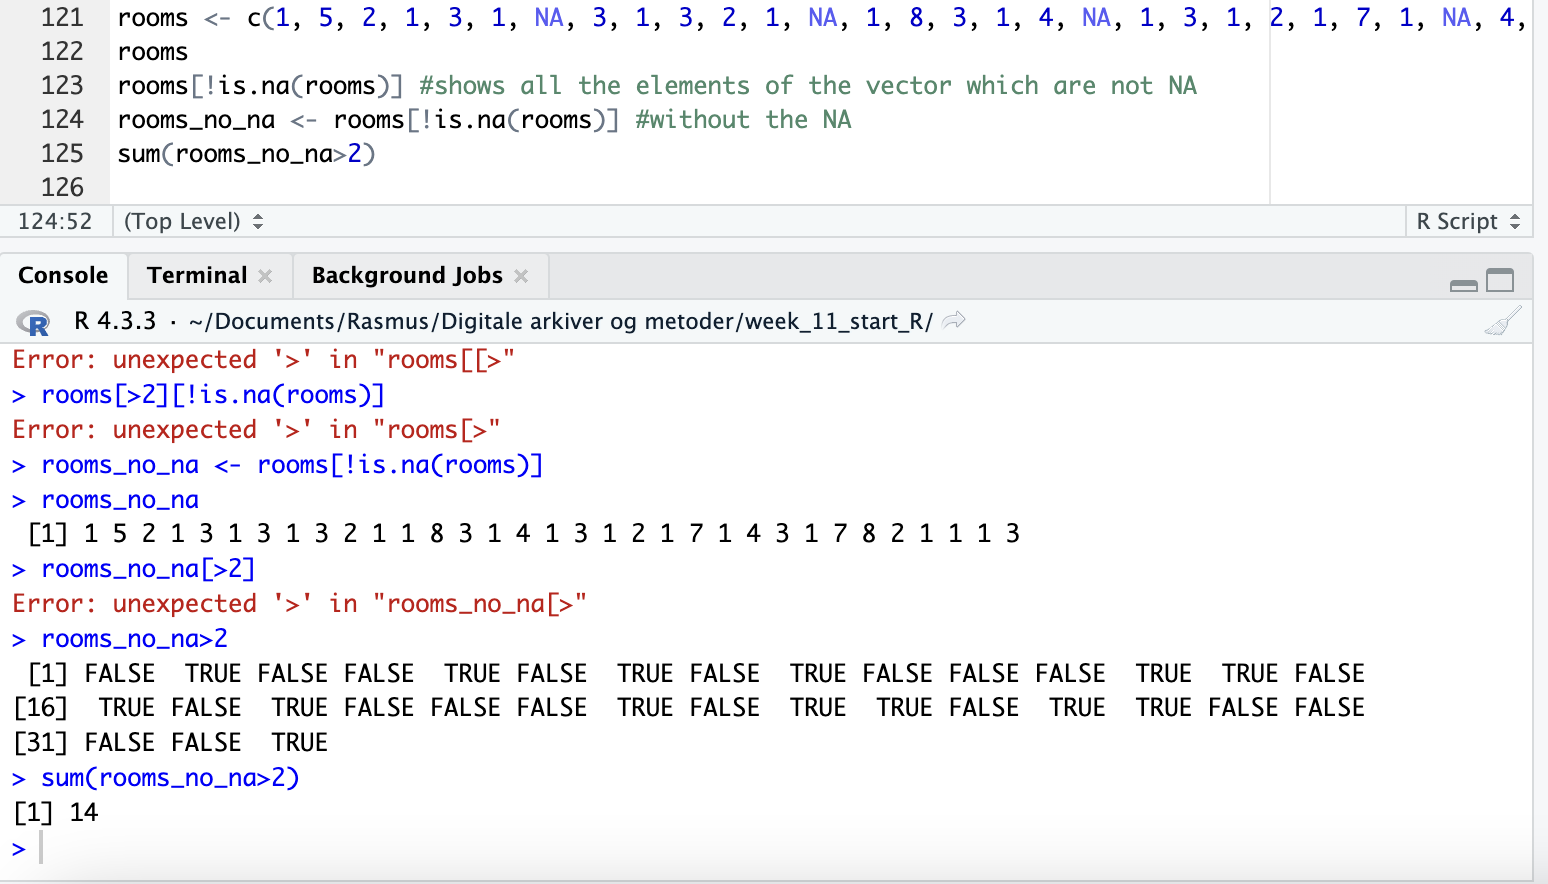 121 rooms <- c(1, 5, 2, 1, 3, 1, NA, 3, 1, 3, 2, 1, NA, 1, 8, 3, 1, 4, NA, 1, 3, 1, 2, 1, 7, 1, NA, 4,
122 rooms
123 rooms[!is.na(rooms)] #shows all the elements of the vector which are not NA
124 rooms_no_na <- rooms[!is.na(rooms)] #without the NA
125 sum(rooms_no_na>2)
126
124:52 (Top Level) R Script
Console Terminal Background Jobs
R R 4.3.3 · ~/Documents/Rasmus/Digitale arkiver og metoder/week_11_start_R/
Error: unexpected '>' in "rooms[[>"
> rooms[>2][!is.na(rooms)]
Error: unexpected '>' in "rooms[>"
> rooms_no_na <- rooms[!is.na(rooms)]
> rooms_no_na
[1] 1 5 2 1 3 1 3 1 3 2 1 1 8 3 1 4 1 3 1 2 1 7 1 4 3 1 7 8 2 1 1 1 3
> rooms_no_na[>2]
Error: unexpected '>' in "rooms_no_na[>"
> rooms_no_na>2
[1] FALSE TRUE FALSE FALSE TRUE FALSE TRUE FALSE TRUE FALSE FALSE FALSE TRUE TRUE FALSE
[16] TRUE FALSE TRUE FALSE FALSE FALSE TRUE FALSE TRUE TRUE FALSE TRUE TRUE FALSE FALSE
[31] FALSE FALSE TRUE
> sum(rooms_no_na>2)
[1] 14
>